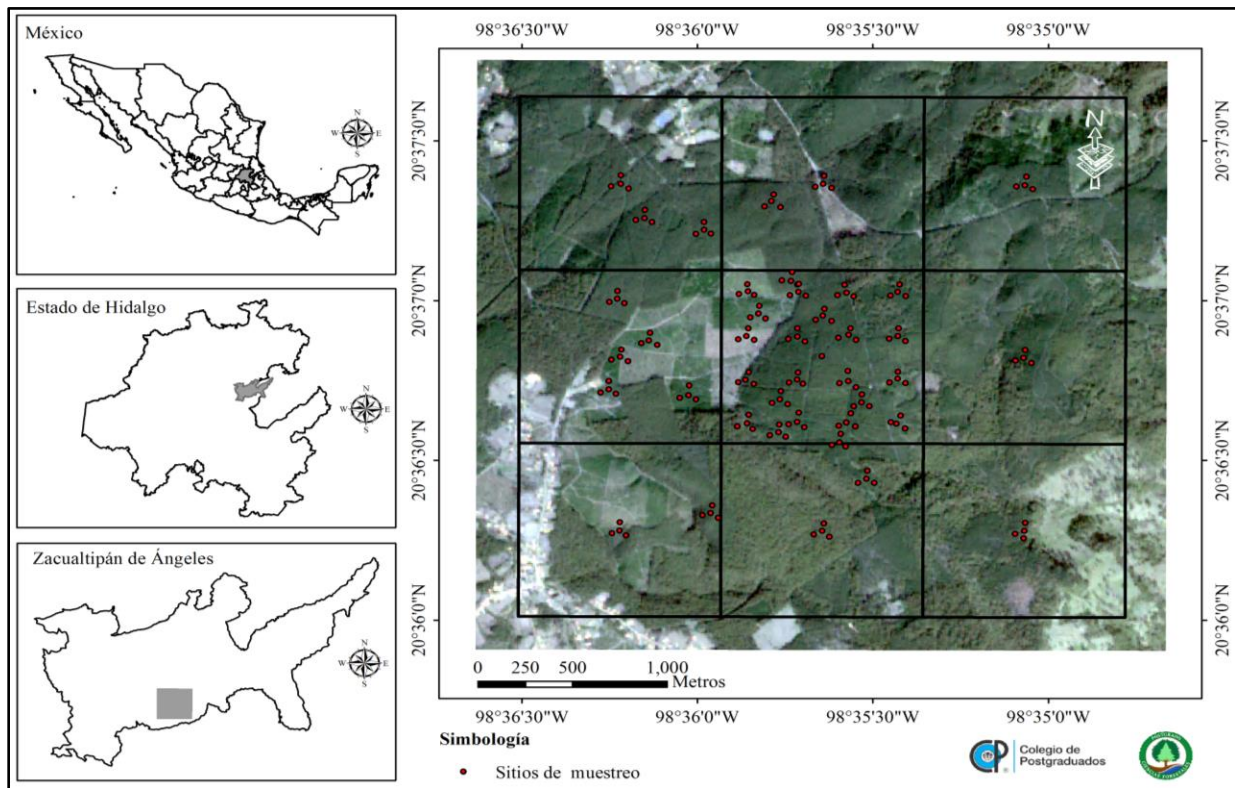 México
N
W E
S
Estado de Hidalgo
N
W E
S
Zacualtipán de Ángeles
N
W E
S
98°36'30"W 98°36'0"W 98°35'30"W 98°35'0"W
20°37'30"N 20°37'30"N
N
20°37'0"N 20°37'0"N
20°36'30"N 20°36'30"N
20°36'0"N 20°36'0"N
0 250 500 1,000
Metros
98°36'30"W 98°36'0"W 98°35'30"W 98°35'0"W
Simbología
Sitios de muestreo
CP
Colegio de
Postgraduados